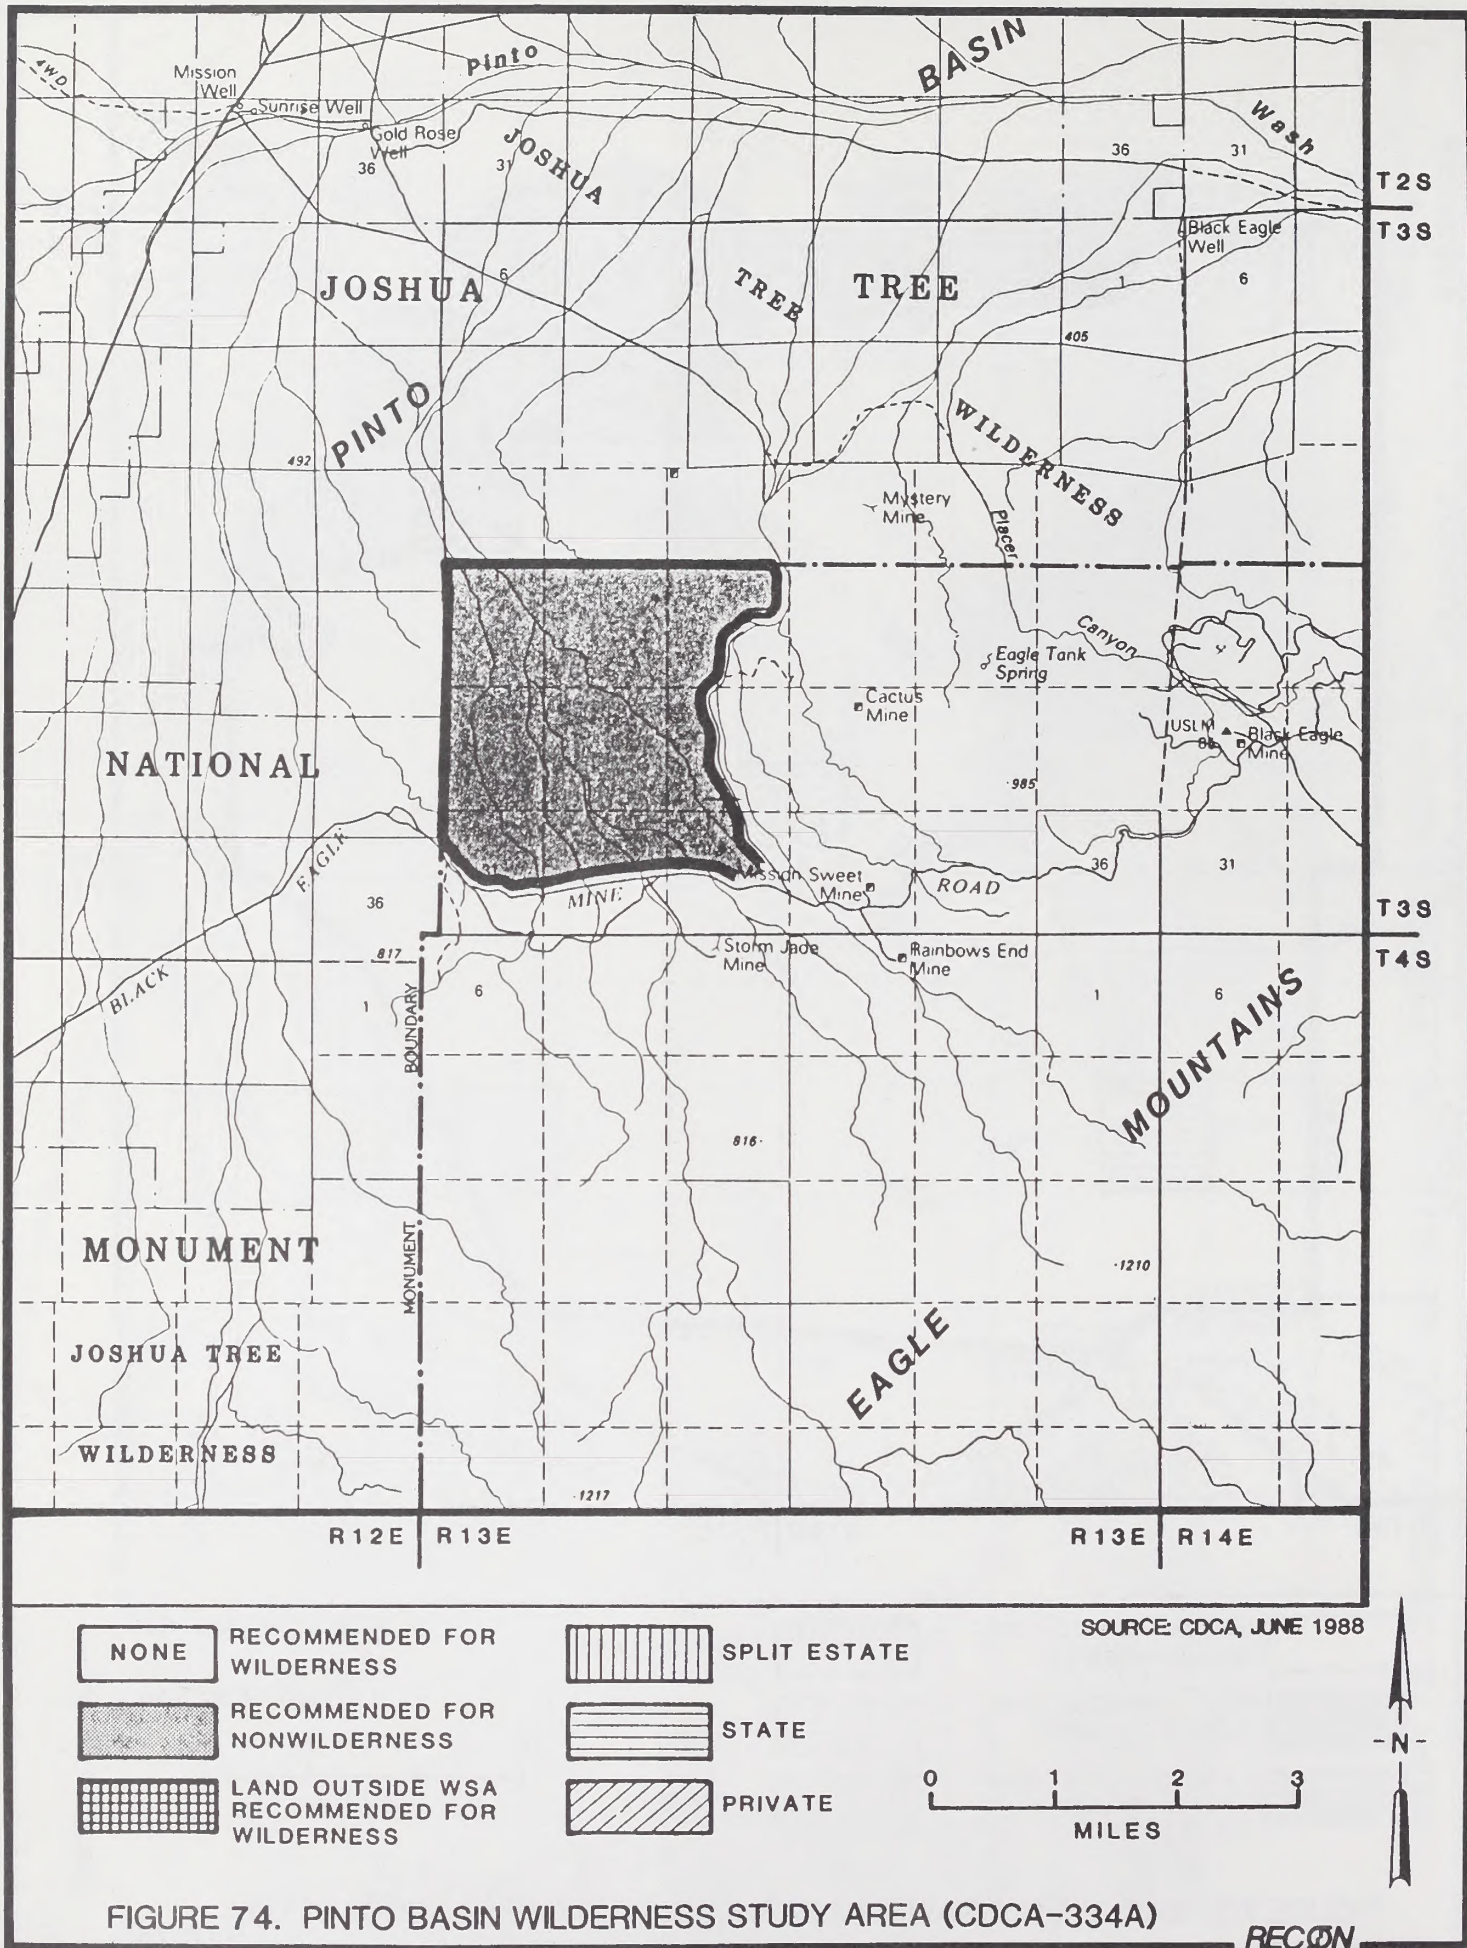 Pinto
BASIN
Wash
4WD
Mission
Well
Sunrise Well
Gold Rose
Well
36
31
JOSHUA
36
31
T2S
T3S
Black Eagle
Well
JOSHUA
6
TREE
TREE
1
6
405
PINTO
492
WILDERNESS
Mystery
Mine
Placer
Canyon
Eagle Tank
Spring
Cactus
Mine
USLM
Black Eagle
Mine
NATIONAL
·985
EAGLE
36
31
31
Mission Sweet
Mine
MINE
ROAD
36
T3S
T4S
817
Storm Jade
Mine
Rainbows End
Mine
BLACK
1
6
1
6
BOUNDARY
MOUNTAINS
816·
MONUMENT
MONUMENT
·1210
JOSHUA TREE
EAGLE
WILDERNESS
·1217
R12E
R13E
R13E
R14E
SOURCE: CDCA, JUNE 1988
NONE
RECOMMENDED FOR
WILDERNESS
SPLIT ESTATE
RECOMMENDED FOR
NONWILDERNESS
STATE
-N-
LAND OUTSIDE WSA
RECOMMENDED FOR
WILDERNESS
PRIVATE
0 1 2 3
MILES
FIGURE 74. PINTO BASIN WILDERNESS STUDY AREA (CDCA-334A)
RECON